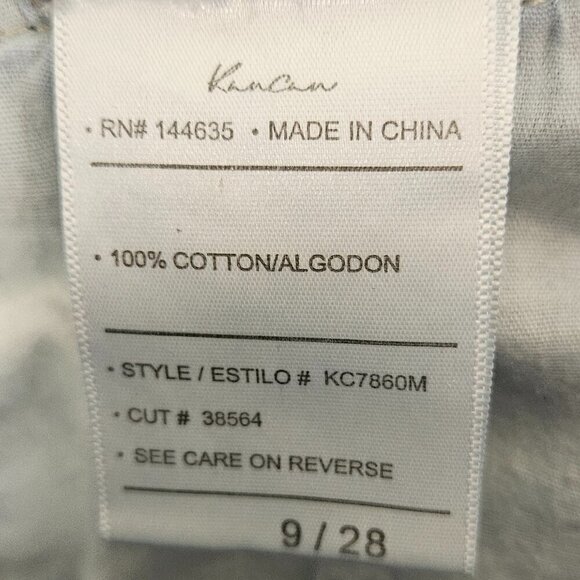 Kancan
• RN# 144635 • MADE IN CHINA
• 100% COTTON/ALGODON
• STYLE / ESTILO # KC7860M
• CUT # 38564
• SEE CARE ON REVERSE
9 / 28